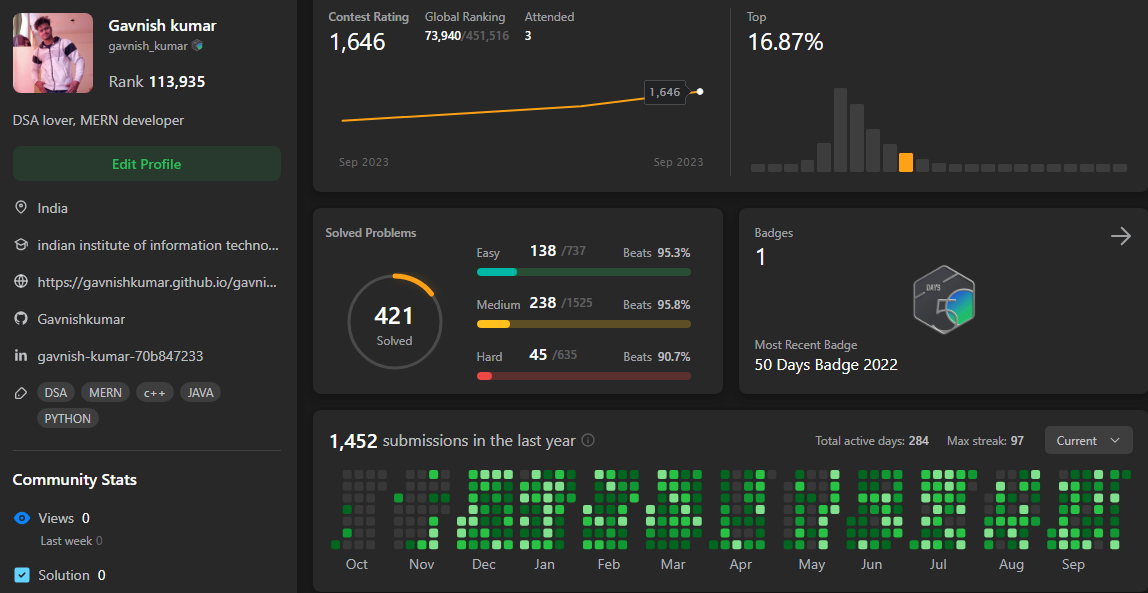 Gavnish kumar
gavnish_kumar
Rank 113,935
DSA lover, MERN developer
Edit Profile
India
indian institute of information techno...
https://gavnishkumar.github.io/gavni...
Gavnishkumar
gavnish-kumar-70b847233
DSA MERN c++ JAVA
PYTHON
Community Stats
Views 0
Last week 0
Solution 0
Contest Rating Global Ranking Attended
1,646 73,940/451,516 3
1,646
Sep 2023 Sep 2023
Top
16.87%
Solved Problems
421
Solved
Easy 138 /737 Beats 95.3%
Medium 238 /1525 Beats 95.8%
Hard 45 /635 Beats 90.7%
Badges
1
DAYS
Most Recent Badge
50 Days Badge 2022
1,452 submissions in the last year Total active days: 284 Max streak: 97 Current
Oct Nov Dec Jan Feb Mar Apr May Jun Jul Aug Sep